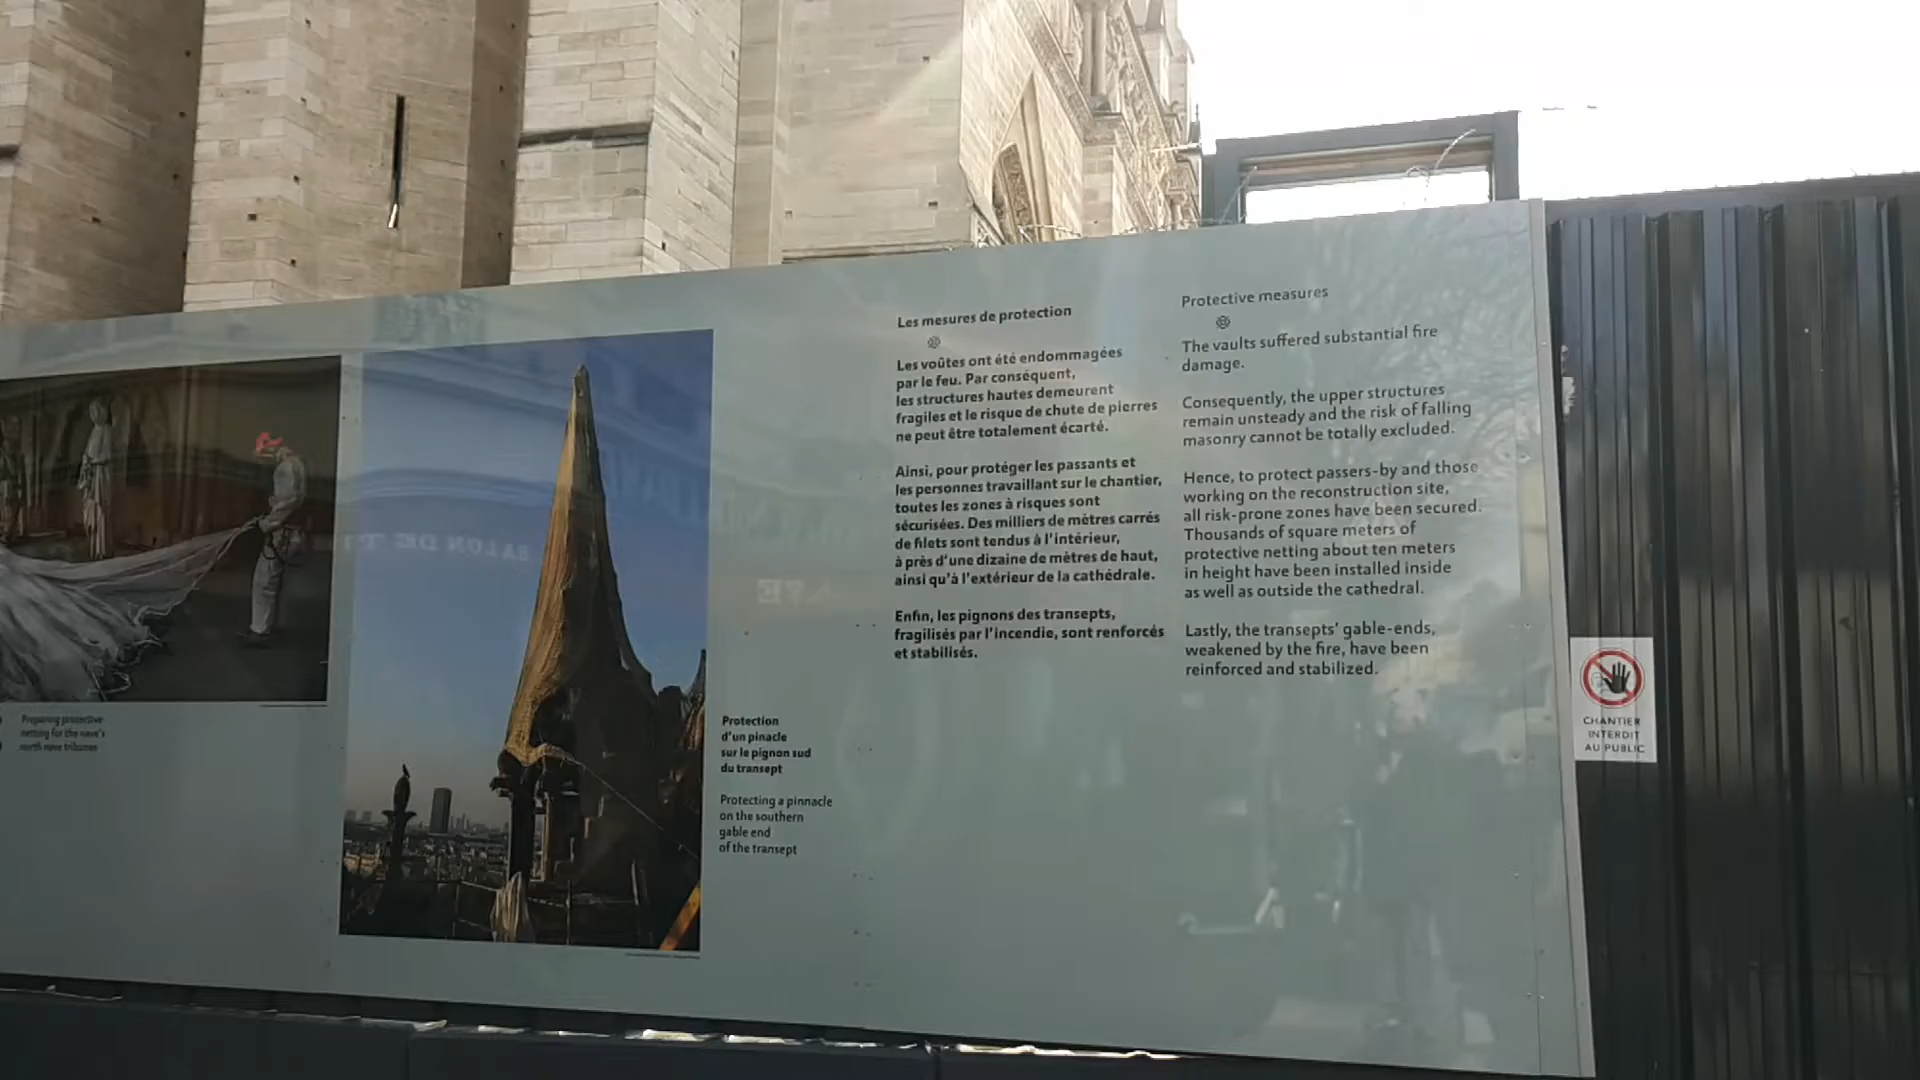 Preparing protective
netting for the nave's
north nave tribunes
Protection
d'un pinacle
sur le pignon sud
du transept
Protecting a pinnacle
on the southern
gable end
of the transept
Les mesures de protection
Les voûtes ont été endommagées
par le feu. Par conséquent,
les structures hautes demeurent
fragiles et le risque de chute de pierres
ne peut être totalement écarté.
Ainsi, pour protéger les passants et
les personnes travaillant sur le chantier,
toutes les zones à risques sont
sécurisées. Des milliers de mètres carrés
de filets sont tendus à l'intérieur,
à près d'une dizaine de mètres de haut,
ainsi qu'à l'extérieur de la cathédrale.
Enfin, les pignons des transepts,
fragilisés par l'incendie, sont renforcés
et stabilisés.
Protective measures
The vaults suffered substantial fire
damage.
Consequently, the upper structures
remain unsteady and the risk of falling
masonry cannot be totally excluded.
Hence, to protect passers-by and those
working on the reconstruction site,
all risk-prone zones have been secured.
Thousands of square meters of
protective netting about ten meters
in height have been installed inside
as well as outside the cathedral.
Lastly, the transepts' gable-ends,
weakened by the fire, have been
reinforced and stabilized.
CHANTIER
INTERDIT
AU PUBLIC